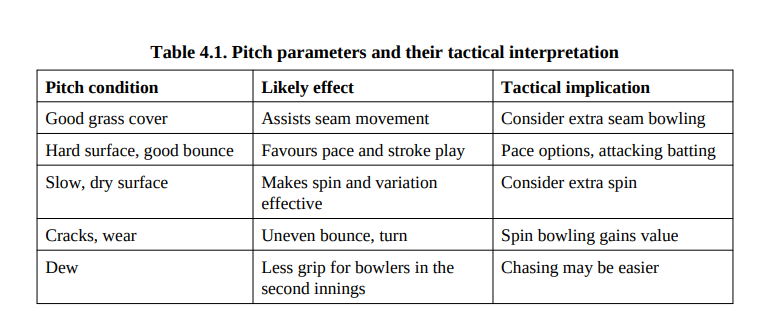 Table 4.1. Pitch parameters and their tactical interpretation
Pitch condition Likely effect Tactical implication
Good grass cover Assists seam movement Consider extra seam bowling
Hard surface, good bounce Favours pace and stroke play Pace options, attacking batting
Slow, dry surface Makes spin and variation Consider extra spin
effective
Cracks, wear Uneven bounce, turn Spin bowling gains value
Dew Less grip for bowlers in the Chasing may be easier
second innings